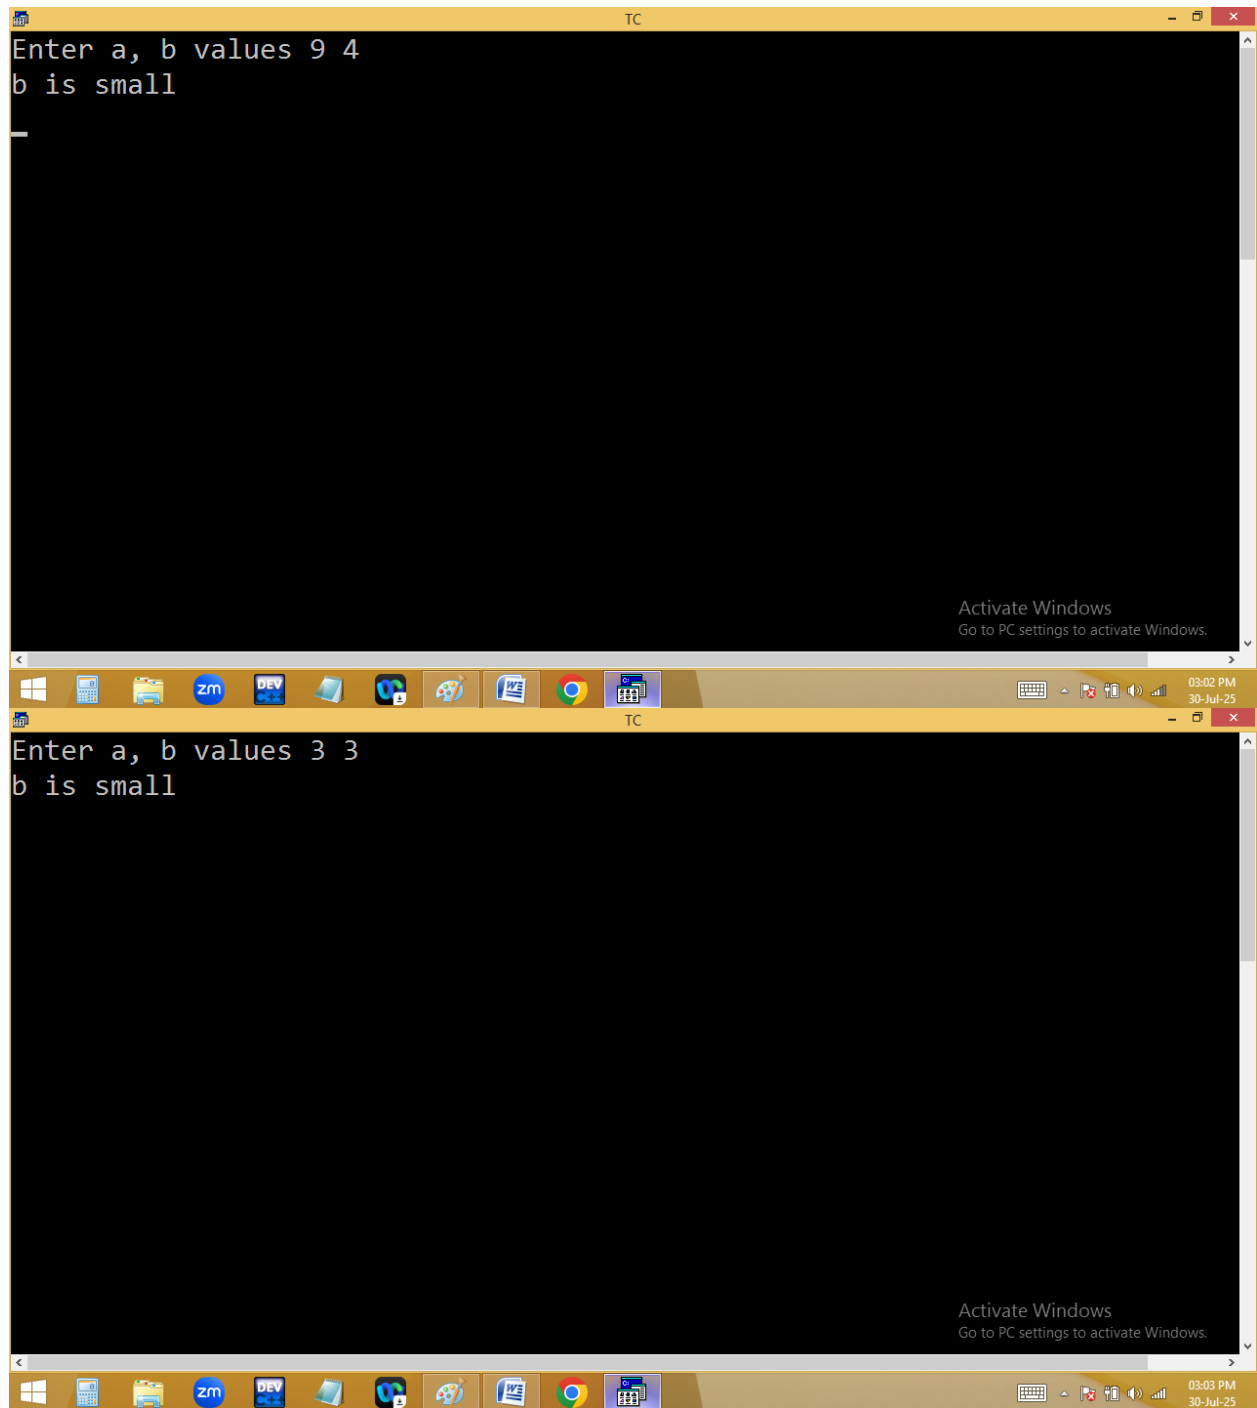 TC
Enter a, b values 9 4
b is small
Activate Windows
Go to PC settings to activate Windows.
zm
DEV
C++
03:02 PM
30-Jul-25
TC
Enter a, b values 3 3
b is small
Activate Windows
Go to PC settings to activate Windows.
zm
DEV
C++
03:03 PM
30-Jul-25